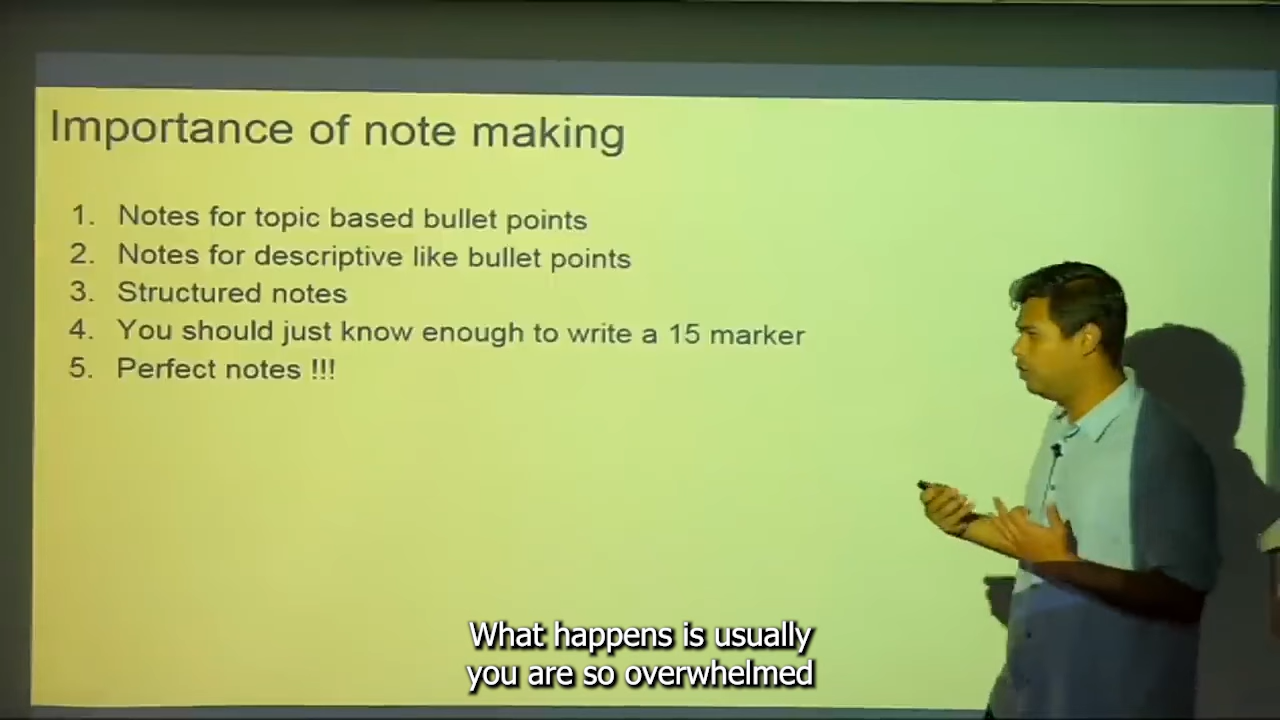 Importance of note making
1. Notes for topic based bullet points
2. Notes for descriptive like bullet points
3. Structured notes
4. You should just know enough to write a 15 marker
5. Perfect notes !!!
What happens is usually
you are so overwhelmed